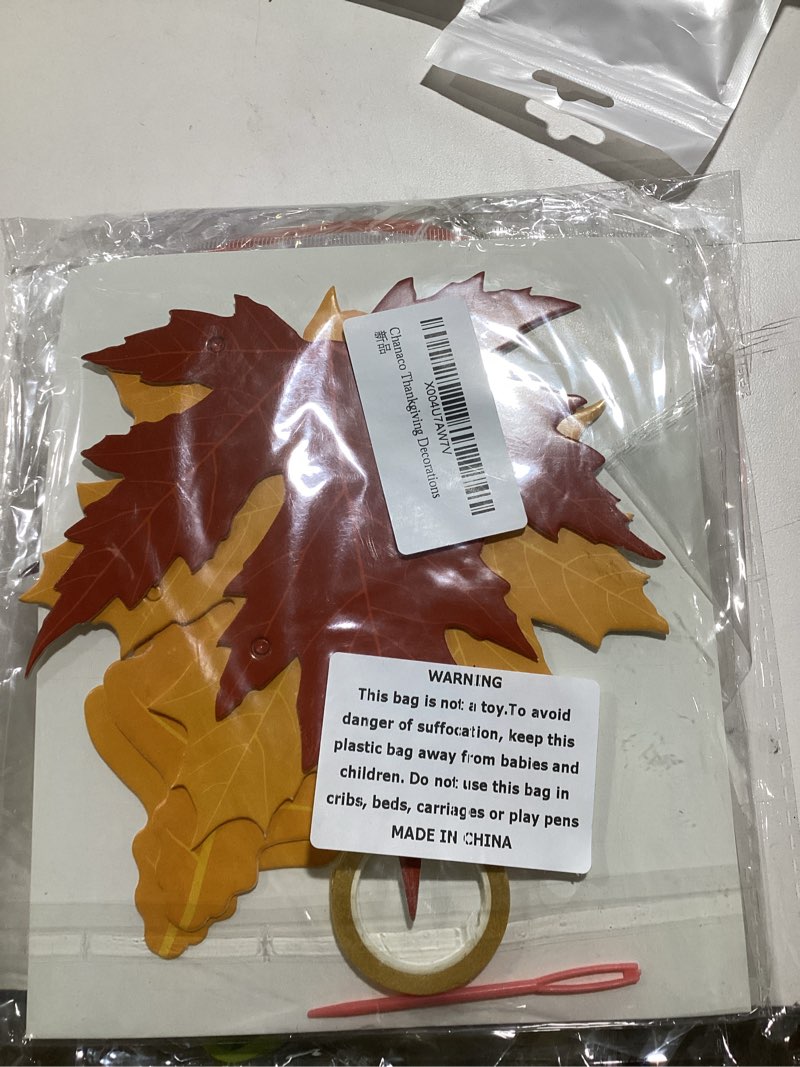 X004U7AW7V
Chanaco Thankgiving Decorations
新品
WARNING
This bag is not a toy.To avoid
danger of suffocation, keep this
plastic bag away from babies and
children. Do not use this bag in
cribs, beds, carriages or play pens
MADE IN CHINA